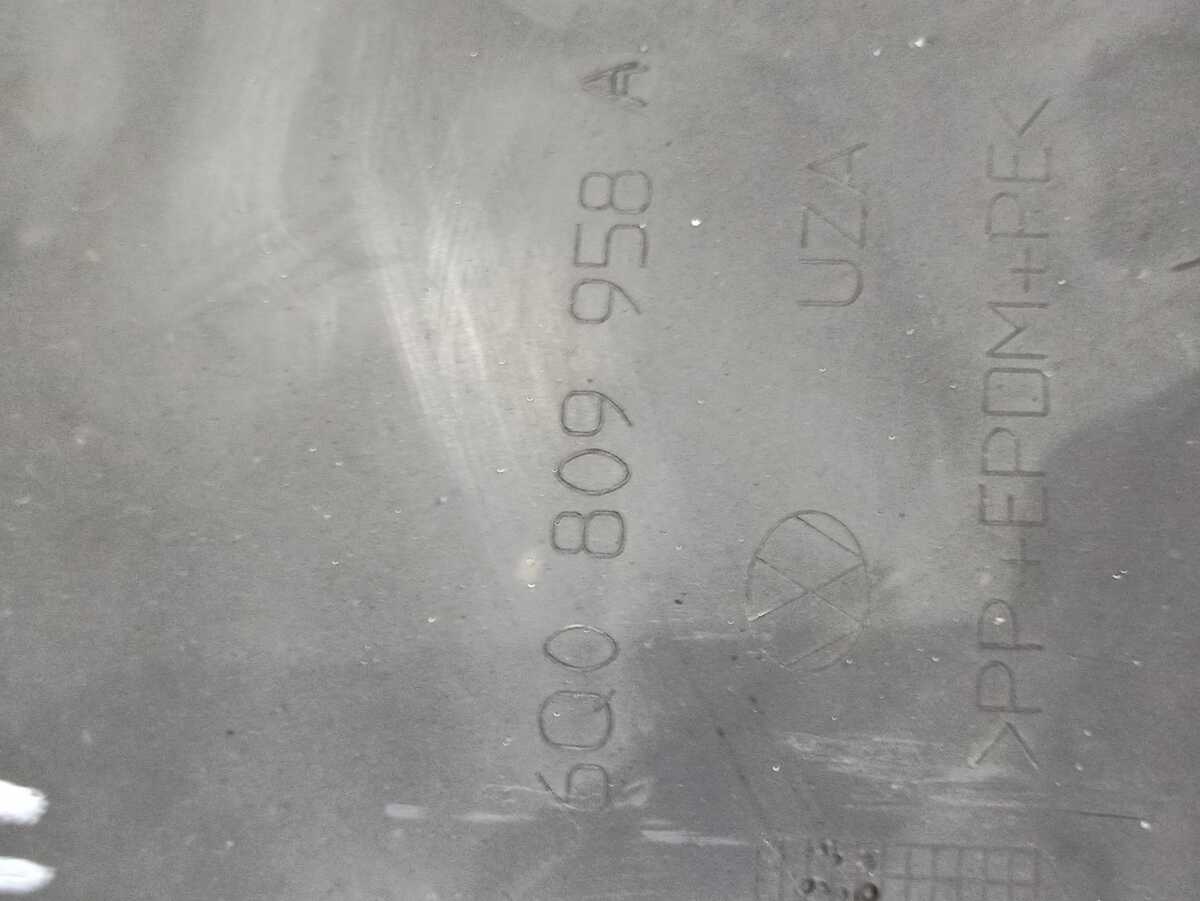 6Q0 809 958 A
UZA
>PP+EPDM+PE<